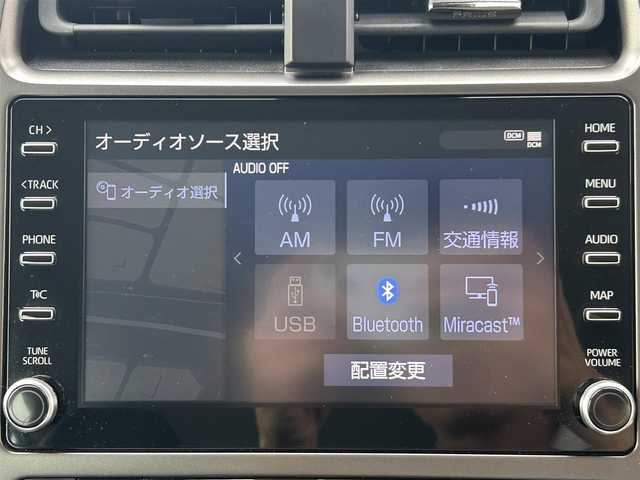 CH >
<TRACK
PHONE
T&C
TUNE
SCROLL
オーディオソース選択
DCM
DCM
オーディオ選択
AUDIO OFF
AM
FM
交通情報
USB
Bluetooth
Miracast™
配置変更
HOME
MENU
AUDIO
MAP
POWER
VOLUME